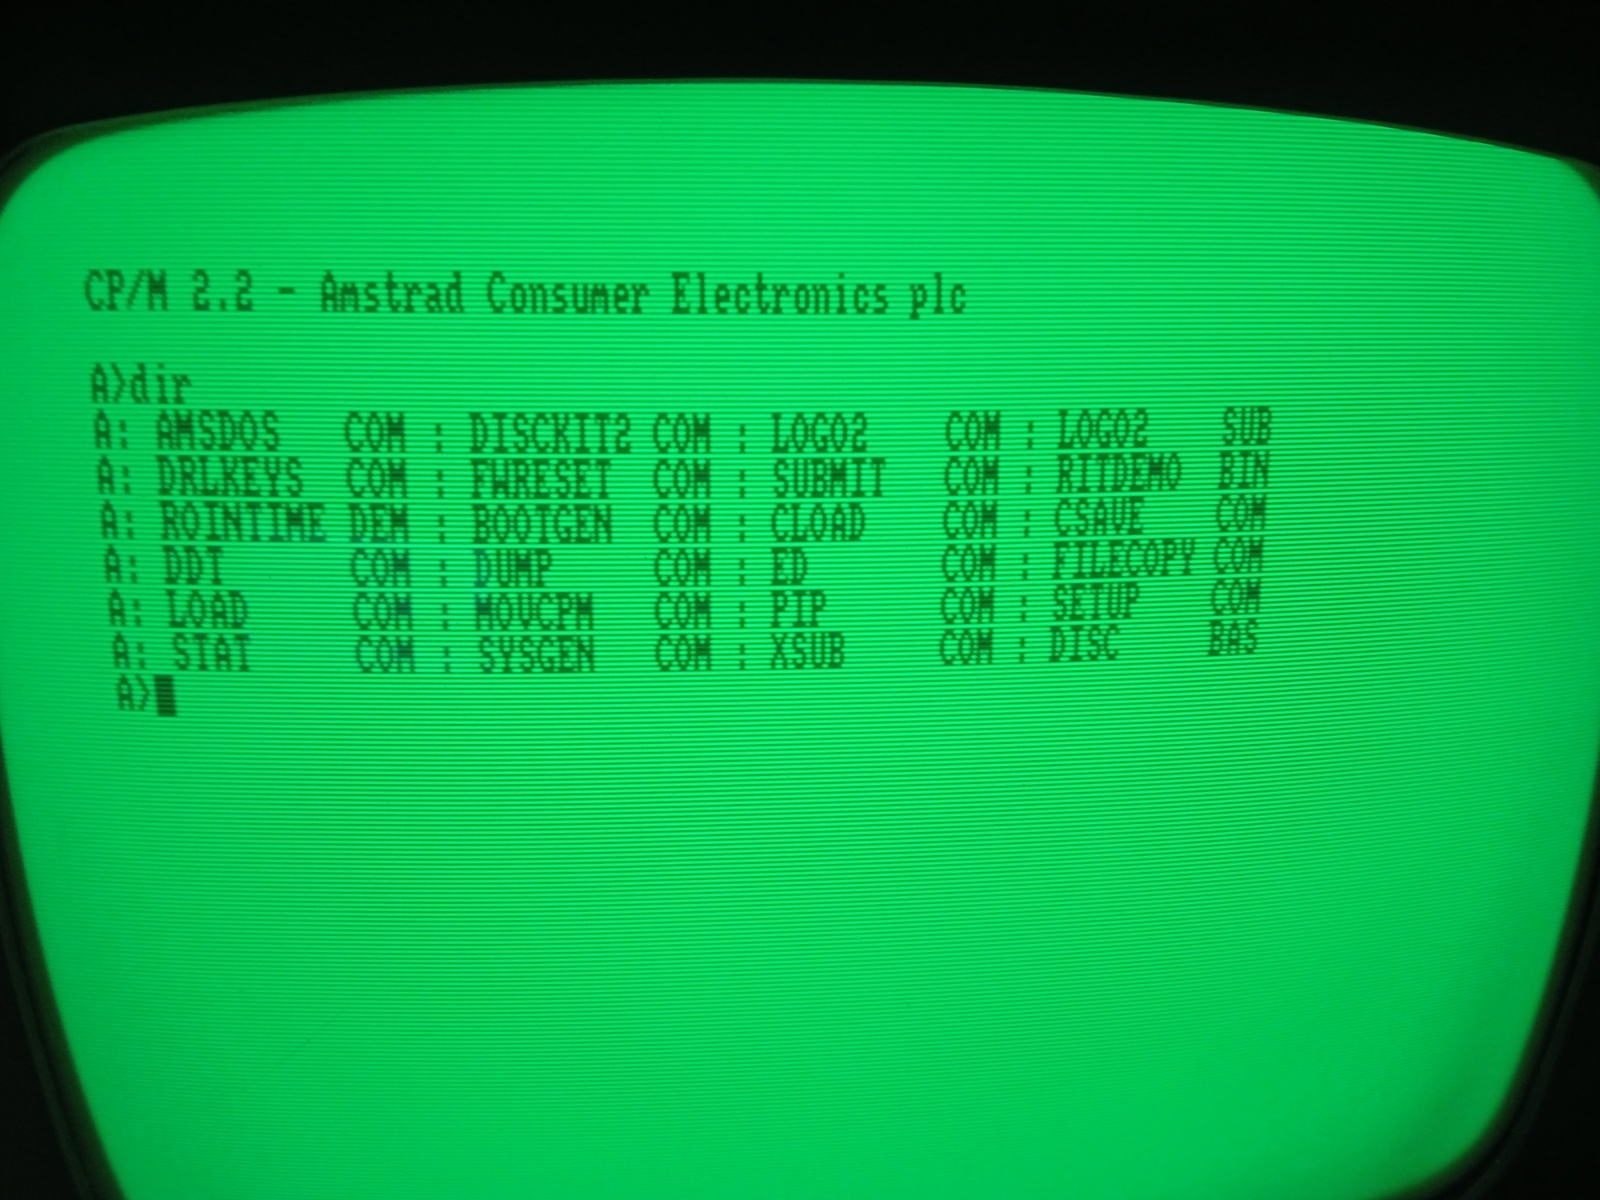 CP/M 2.2 - Amstrad Consumer Electronics plc
A>dir
A: AMSDOS   COM : DISCKIT2 COM : LOGO2    COM : LOGO2    SUB
A: DRLKEYS  COM : FWRESET  COM : SUBMIT   COM : RITDEMO  BIN
A: ROINTIME DEM : BOOTGEN  COM : CLOAD    COM : CSAVE    COM
A: DDT      COM : DUMP     COM : ED       COM : FILECOPY COM
A: LOAD     COM : MOVCPM   COM : PIP      COM : SETUP    COM
A: STAT     COM : SYSGEN   COM : XSUB     COM : DISC     BAS
A>